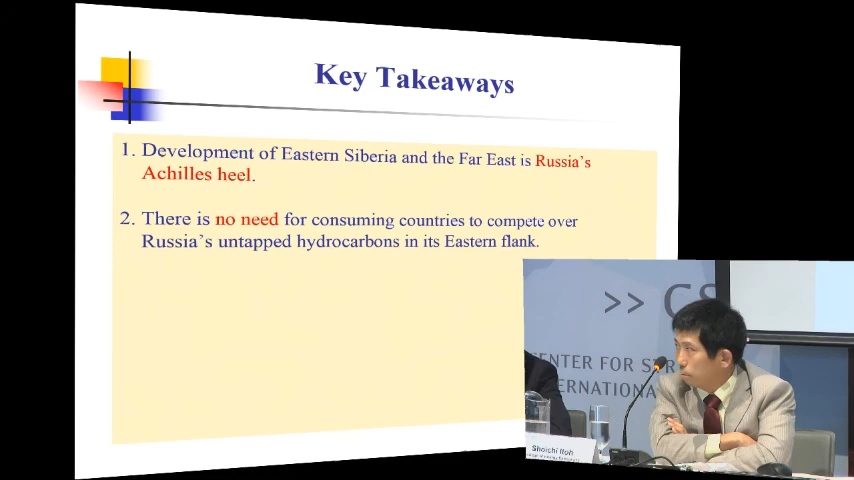 Key Takeaways
1. Development of Eastern Siberia and the Far East is Russia's
Achilles heel.
2. There is no need for consuming countries to compete over
Russia's untapped hydrocarbons in its Eastern flank.
>> CS
CENTER FOR STR
NTERNATIONA
Shoichi Itoh